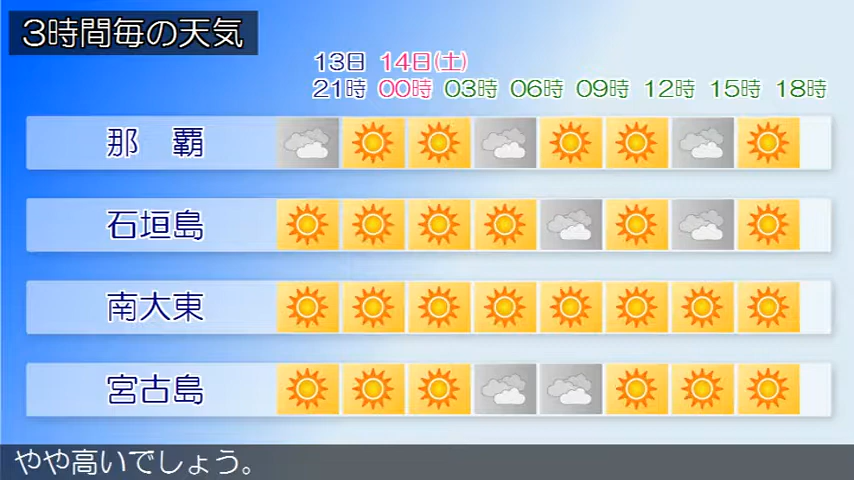 3時間毎の天気
13日 14日(土)
21時 00時 03時 06時 09時 12時 15時 18時
那　覇
石垣島
南大東
宮古島
やや高いでしょう。